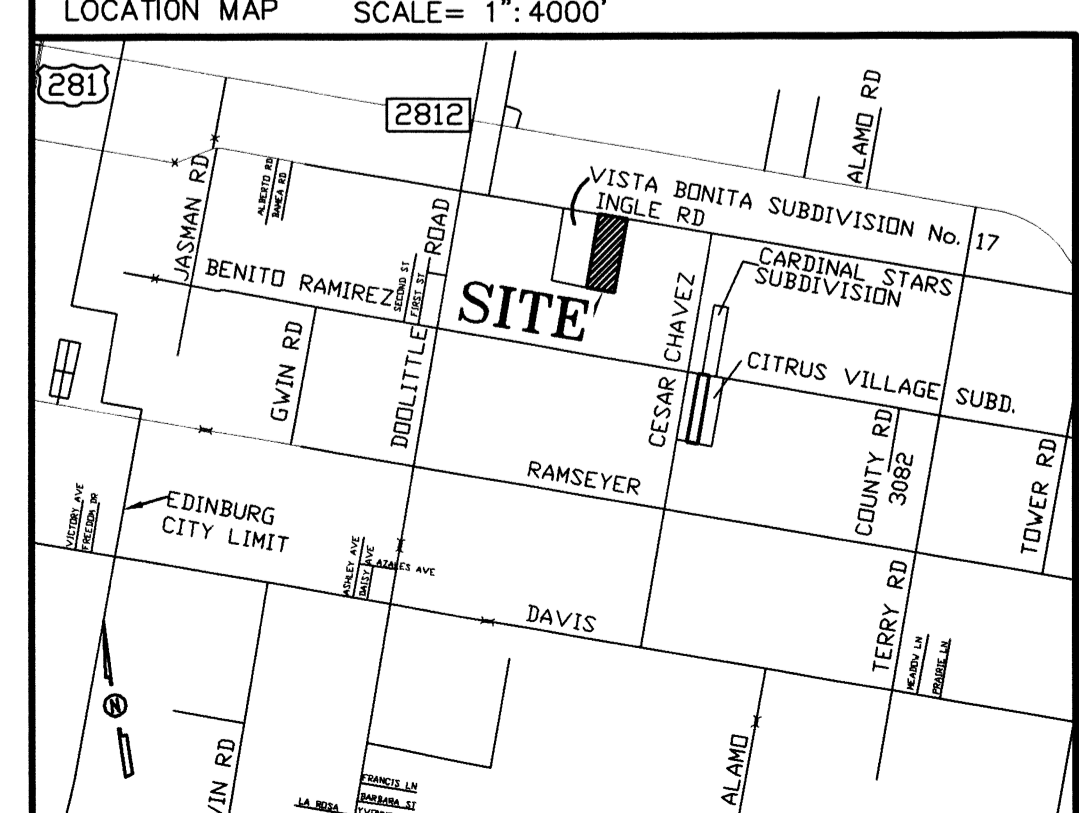 LOCATION MAP SCALE= 1": 4000'
281
2812
ALAMO RD
VISTA BONITA SUBDIVISION No. 17
INGLE RD
JASMAN RD
ALBERTO RD
BAMEA RD
BENITO RAMIREZ
SECOND ST
FIRST ST
DOOLITTLE ROAD
SITE
CARDINAL STARS
SUBDIVISION
CESAR CHAVEZ
CITRUS VILLAGE SUBD.
GWIN RD
RAMSEYER
COUNTY RD
3082
TOWER RD
VICTORY AVE
FREEDOM DR
EDINBURG
CITY LIMIT
ASHLEY AVE
DAISY AVE
AZALES AVE
DAVIS
TERRY RD
MEADOW LN
PRAIRIE LN
N
VIN RD
ALAMO
FRANCIS LN
BARBARA ST
LA ROSA